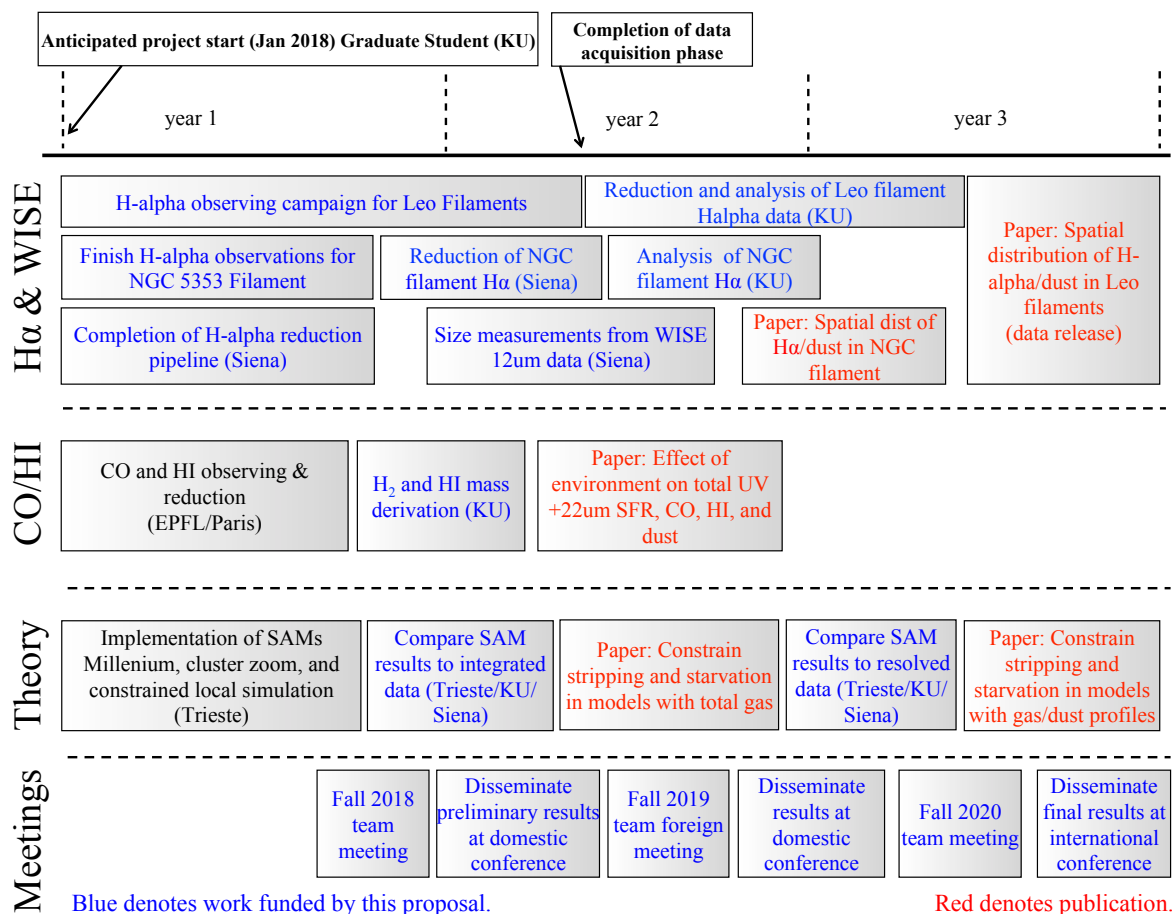 Anticipated project start (Jan 2018) Graduate Student (KU)
Completion of data
acquisition phase
year 1
year 2
year 3
Hα & WISE
H-alpha observing campaign for Leo Filaments
Reduction and analysis of Leo filament
Halpha data (KU)
Paper: Spatial
distribution of H-
alpha/dust in Leo
filaments
(data release)
Finish H-alpha observations for
NGC 5353 Filament
Reduction of NGC
filament Hα (Siena)
Analysis of NGC
filament Hα (KU)
Completion of H-alpha reduction
pipeline (Siena)
Size measurements from WISE
12um data (Siena)
Paper: Spatial dist of
Hα/dust in NGC
filament
CO/HI
CO and HI observing &
reduction
(EPFL/Paris)
H₂ and HI mass
derivation (KU)
Paper: Effect of
environment on total UV
+22um SFR, CO, HI, and
dust
Theory
Implementation of SAMs
Millenium, cluster zoom, and
constrained local simulation
(Trieste)
Compare SAM
results to integrated
data (Trieste/KU/
Siena)
Paper: Constrain
stripping and starvation
in models with total gas
Compare SAM
results to resolved
data (Trieste/KU/
Siena)
Paper: Constrain
stripping and
starvation in models
with gas/dust profiles
Meetings
Fall 2018
team
meeting
Disseminate
preliminary results
at domestic
conference
Fall 2019
team foreign
meeting
Disseminate
results at
domestic
conference
Fall 2020
team meeting
Disseminate
final results at
international
conference
Blue denotes work funded by this proposal.
Red denotes publication.